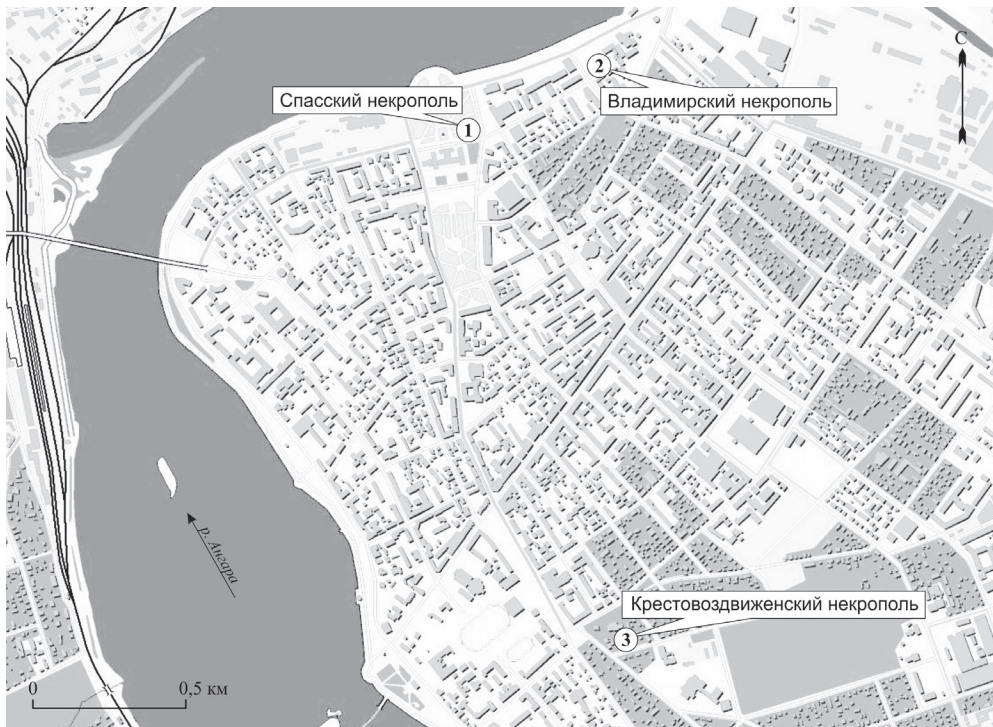 С
2
Спасский некрополь
Владимирский некрополь
1
р. Ангара
Крестовоздвиженский некрополь
3
0 0,5 км